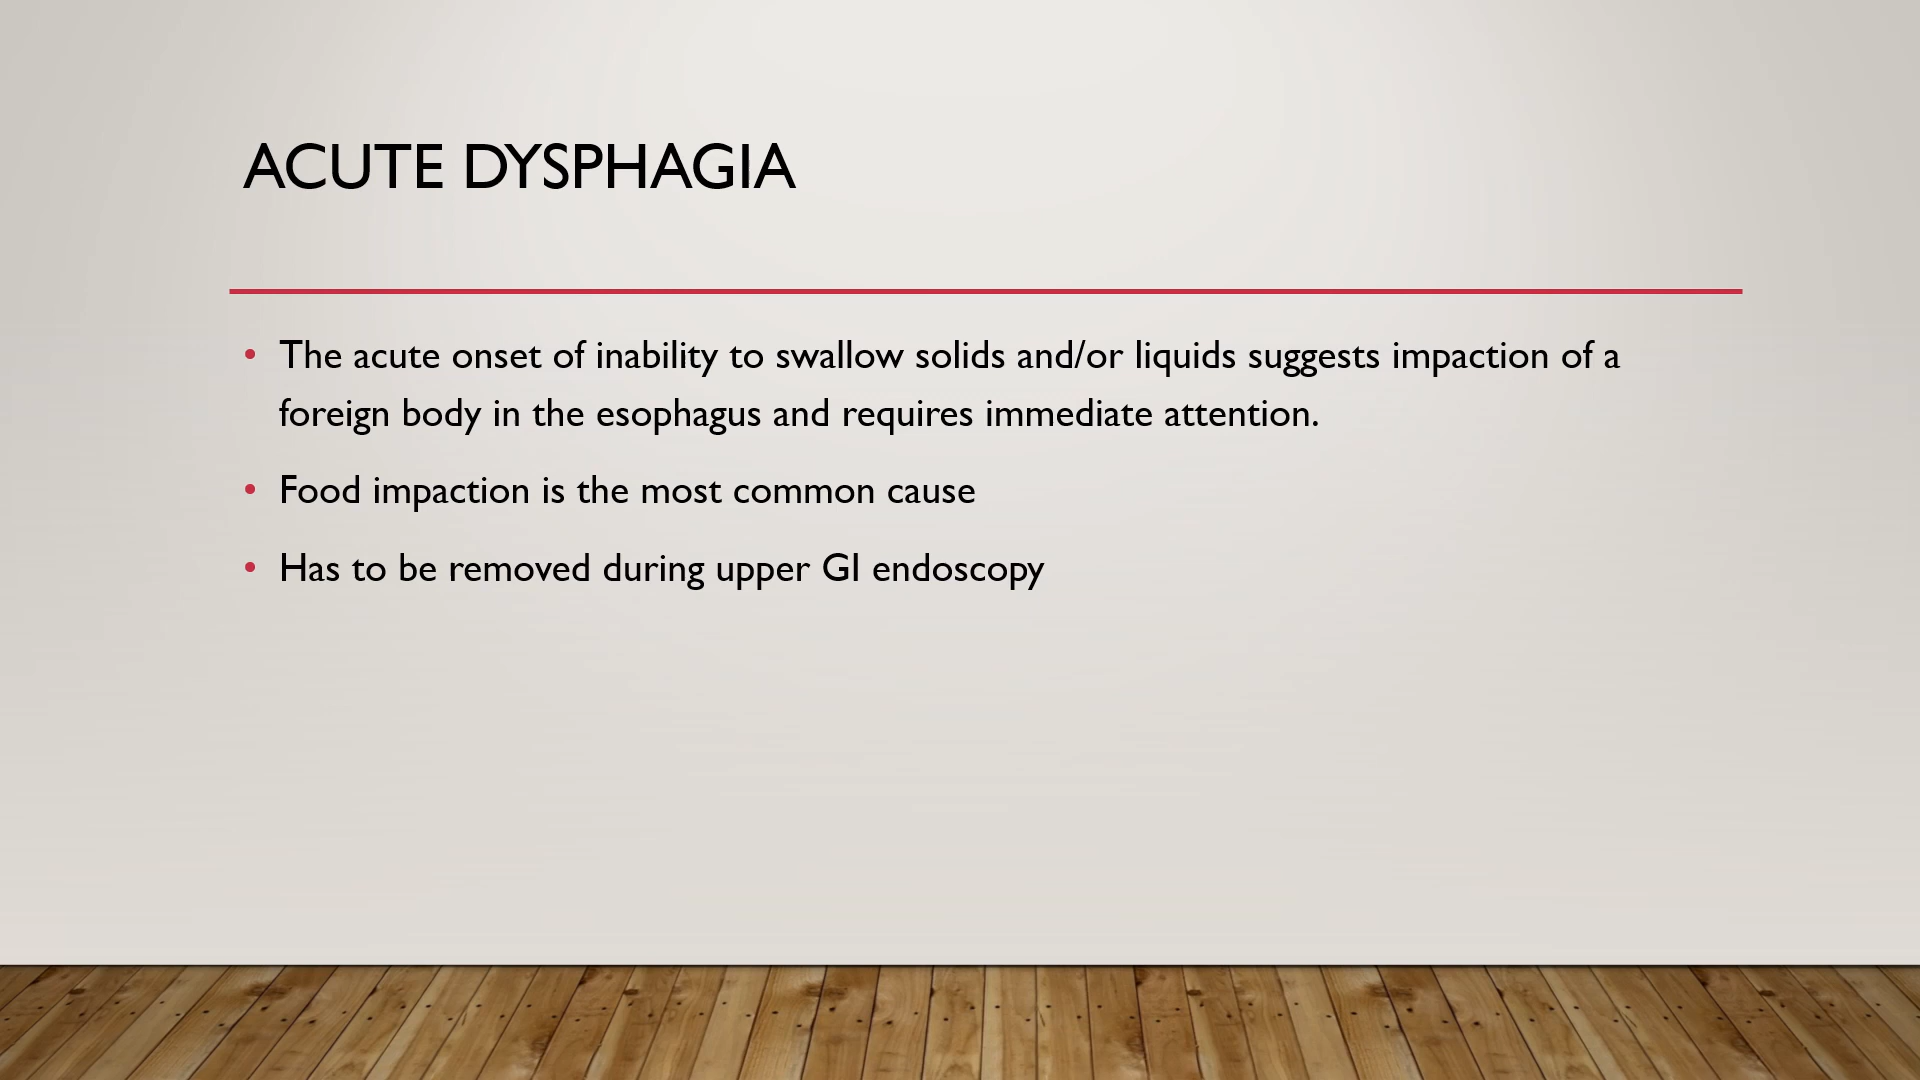 ACUTE DYSPHAGIA
• The acute onset of inability to swallow solids and/or liquids suggests impaction of a
foreign body in the esophagus and requires immediate attention.
• Food impaction is the most common cause
• Has to be removed during upper GI endoscopy